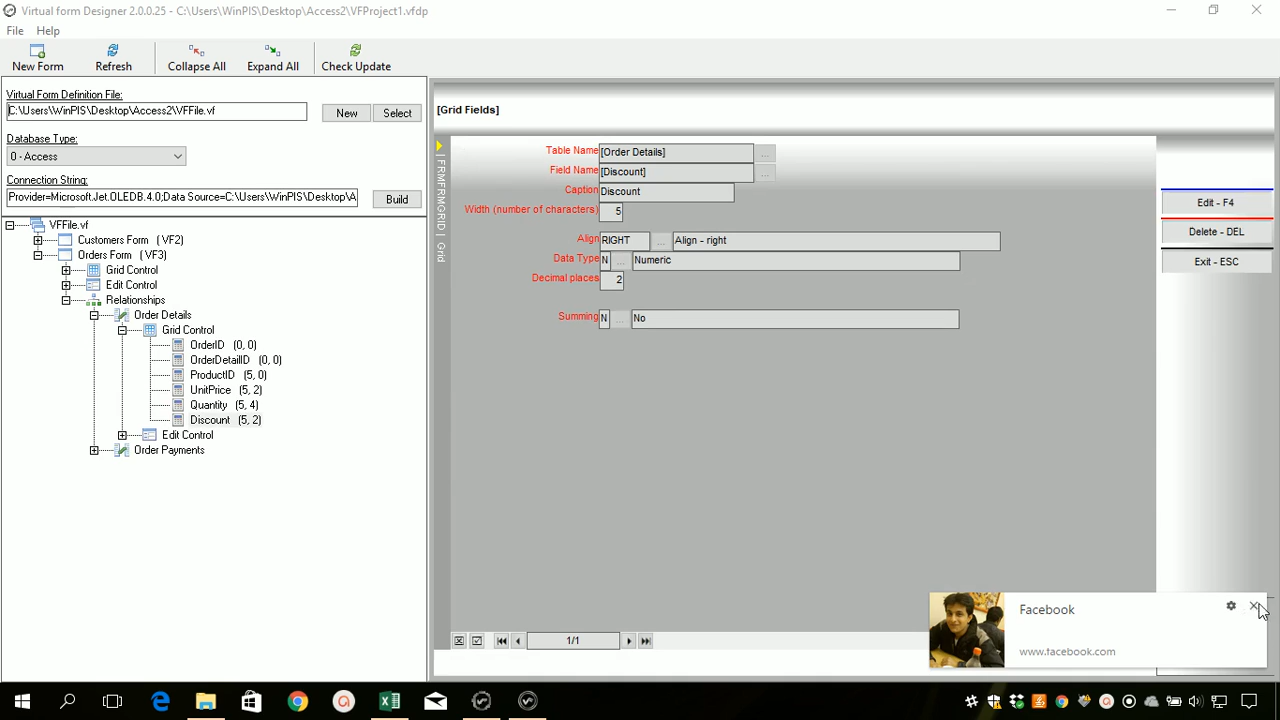 Virtual form Designer 2.0.0.25 - C:\Users\WinPIS\Desktop\Access2\VFProject1.vfdp
File Help
New Form Refresh Collapse All Expand All Check Update
Virtual Form Definition File:
C:\Users\WinPIS\Desktop\Access2\VFFile.vf New Select
Database Type:
0 - Access
Connection String:
Provider=Microsoft.Jet.OLEDB.4.0;Data Source=C:\Users\WinPIS\Desktop\A Build
VFFile.vf
Customers Form (VF2)
Orders Form (VF3)
Grid Control
Edit Control
Relationships
Order Details
Grid Control
OrderID (0, 0)
OrderDetailID (0, 0)
ProductID (5, 0)
UnitPrice (5, 2)
Quantity (5, 4)
Discount (5, 2)
Edit Control
Order Payments
[Grid Fields]
FRMFRMGRID | Grid
Table Name [Order Details] ...
Field Name [Discount] ...
Caption Discount
Width (number of characters) 5
Align RIGHT ... Align - right
Data Type N ... Numeric
Decimal places 2
Summing N ... No
1/1
Edit - F4
Delete - DEL
Exit - ESC
Facebook
www.facebook.com